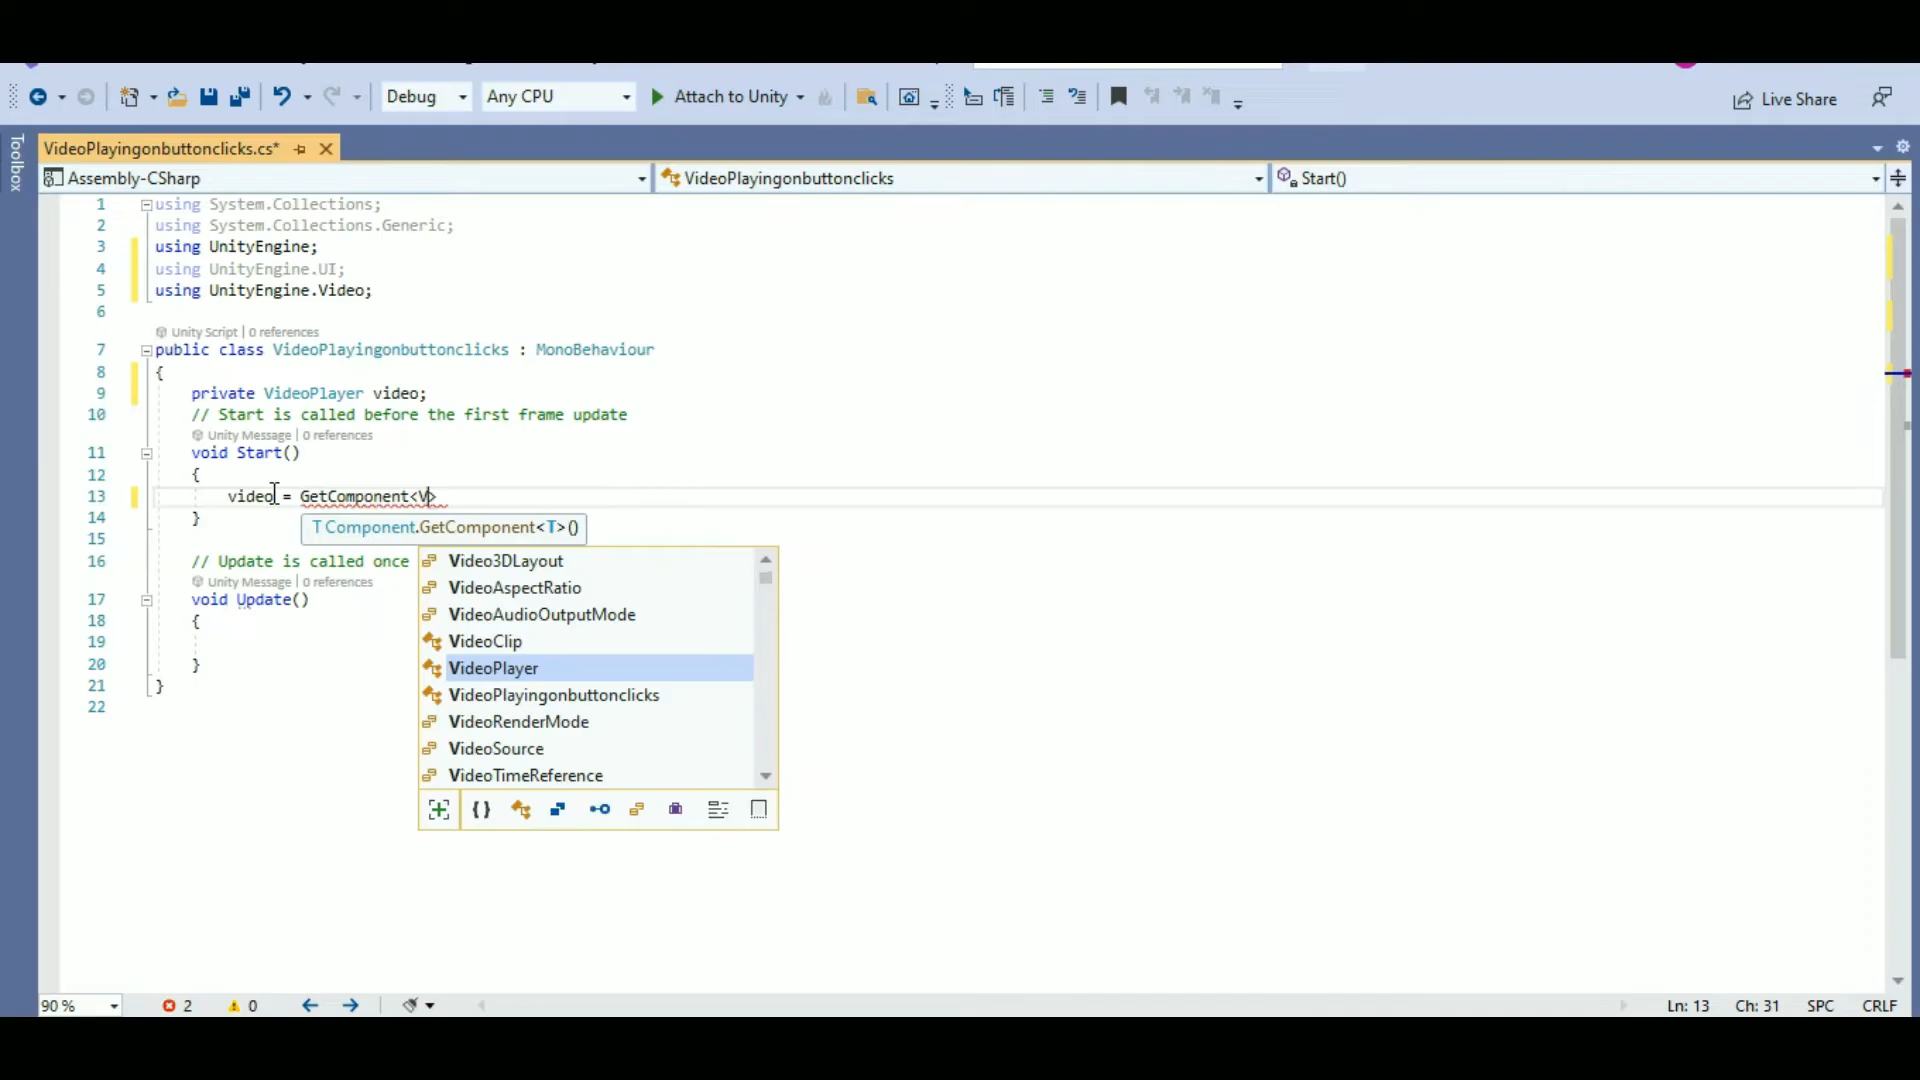 Debug Any CPU Attach to Unity Live Share
Toolbox
VideoPlayingonbuttonclicks.cs*
Assembly-CSharp VideoPlayingonbuttonclicks Start()
1 using System.Collections;
2 using System.Collections.Generic;
3 using UnityEngine;
4 using UnityEngine.UI;
5 using UnityEngine.Video;
6
Unity Script | 0 references
7 public class VideoPlayingonbuttonclicks : MonoBehaviour
8 {
9 private VideoPlayer video;
10 // Start is called before the first frame update
Unity Message | 0 references
11 void Start()
12 {
13 video = GetComponent<V>
14 }
T Component.GetComponent<T>()
15
16 // Update is called once
Unity Message | 0 references
17 void Update()
18 {
19
20 }
21 }
22
Video3DLayout
VideoAspectRatio
VideoAudioOutputMode
VideoClip
VideoPlayer
VideoPlayingonbuttonclicks
VideoRenderMode
VideoSource
VideoTimeReference
90 % 2 0 Ln: 13 Ch: 31 SPC CRLF